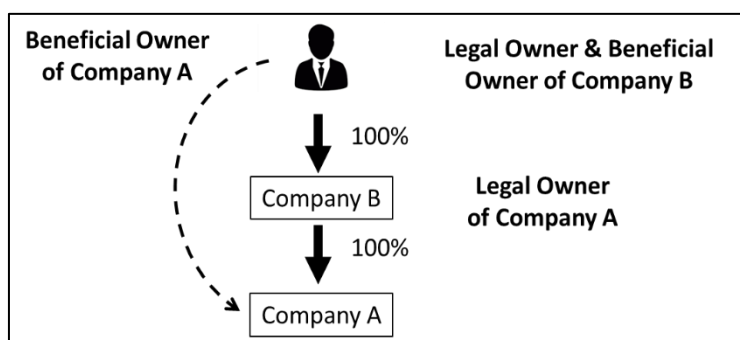 Beneficial Owner
of Company A
Legal Owner & Beneficial
Owner of Company B
100%
Company B
Legal Owner
of Company A
100%
Company A